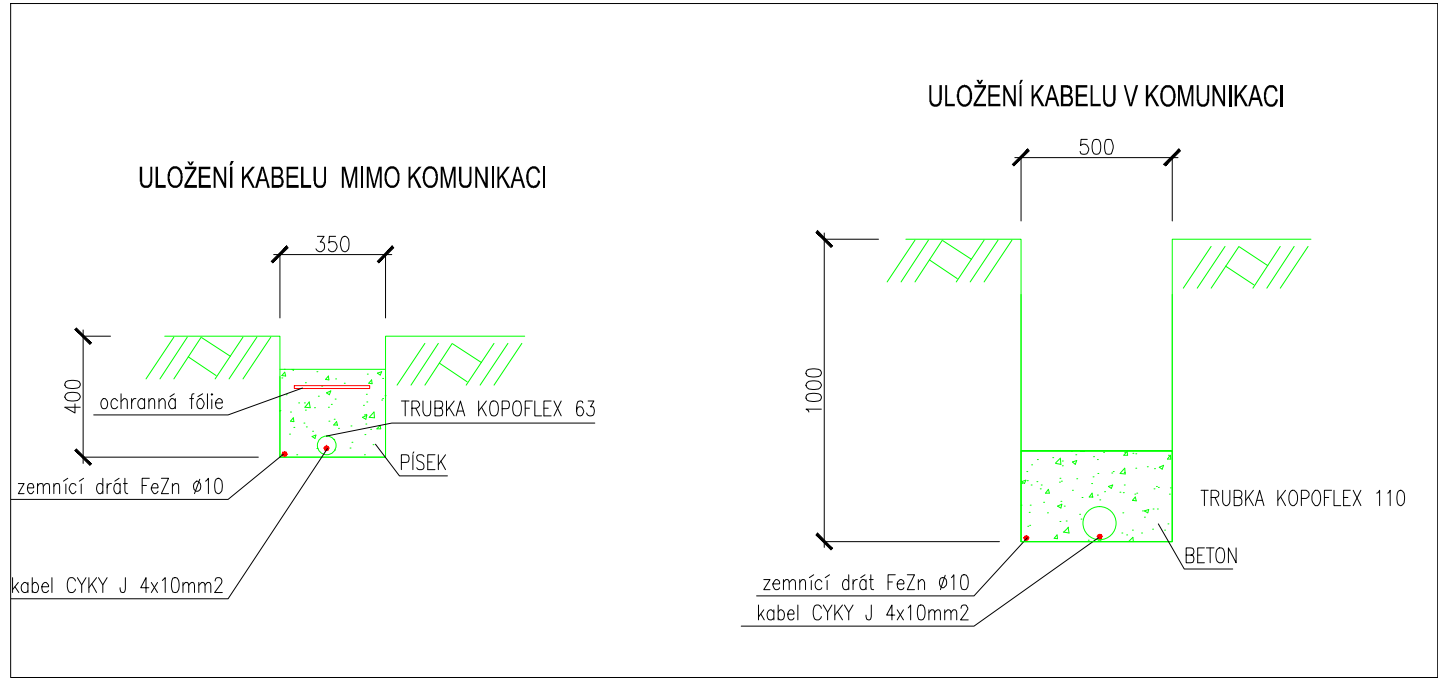 ULOŽENÍ KABELU MIMO KOMUNIKACI
350
400
ochranná fólie
TRUBKA KOPOFLEX 63
PÍSEK
zemnící drát FeZn ø10
kabel CYKY J 4x10mm2
ULOŽENÍ KABELU V KOMUNIKACI
500
1000
TRUBKA KOPOFLEX 110
BETON
zemnící drát FeZn ø10
kabel CYKY J 4x10mm2